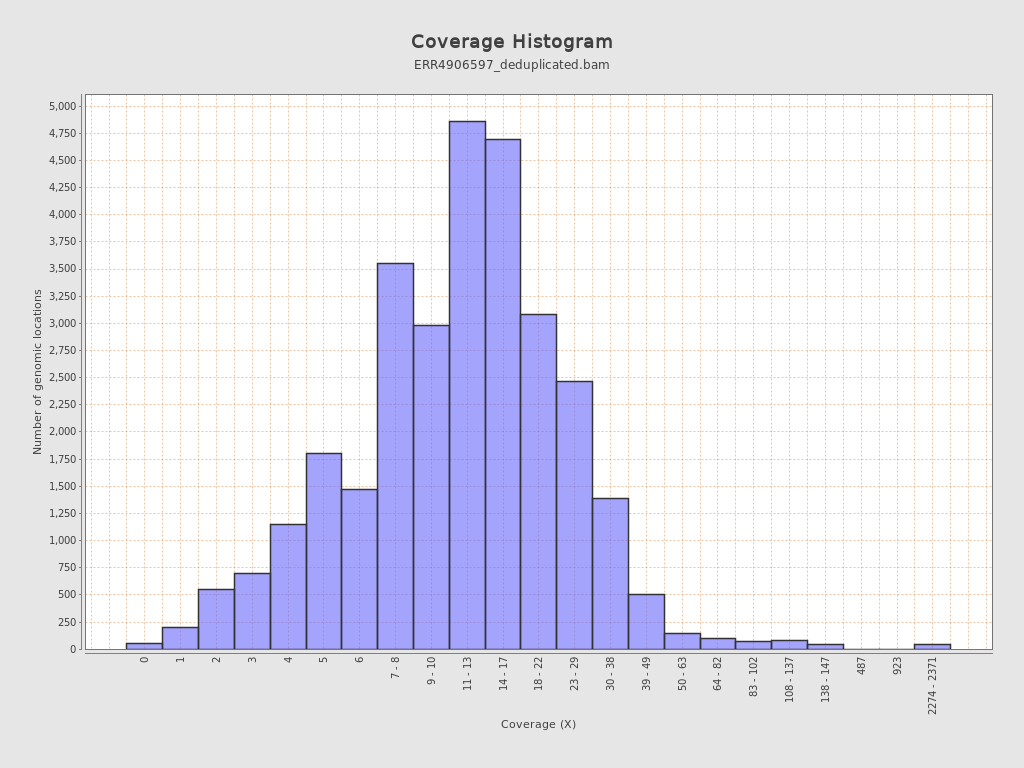 Coverage Histogram
ERR4906597_deduplicated.bam
Number of genomic locations
5,000
4,750
4,500
4,250
4,000
3,750
3,500
3,250
3,000
2,750
2,500
2,250
2,000
1,750
1,500
1,250
1,000
750
500
250
0
0
1
2
3
4
5
6
7 - 8
9 - 10
11 - 13
14 - 17
18 - 22
23 - 29
30 - 38
39 - 49
50 - 63
64 - 82
83 - 102
108 - 137
138 - 147
487
923
2274 - 2371
Coverage (X)